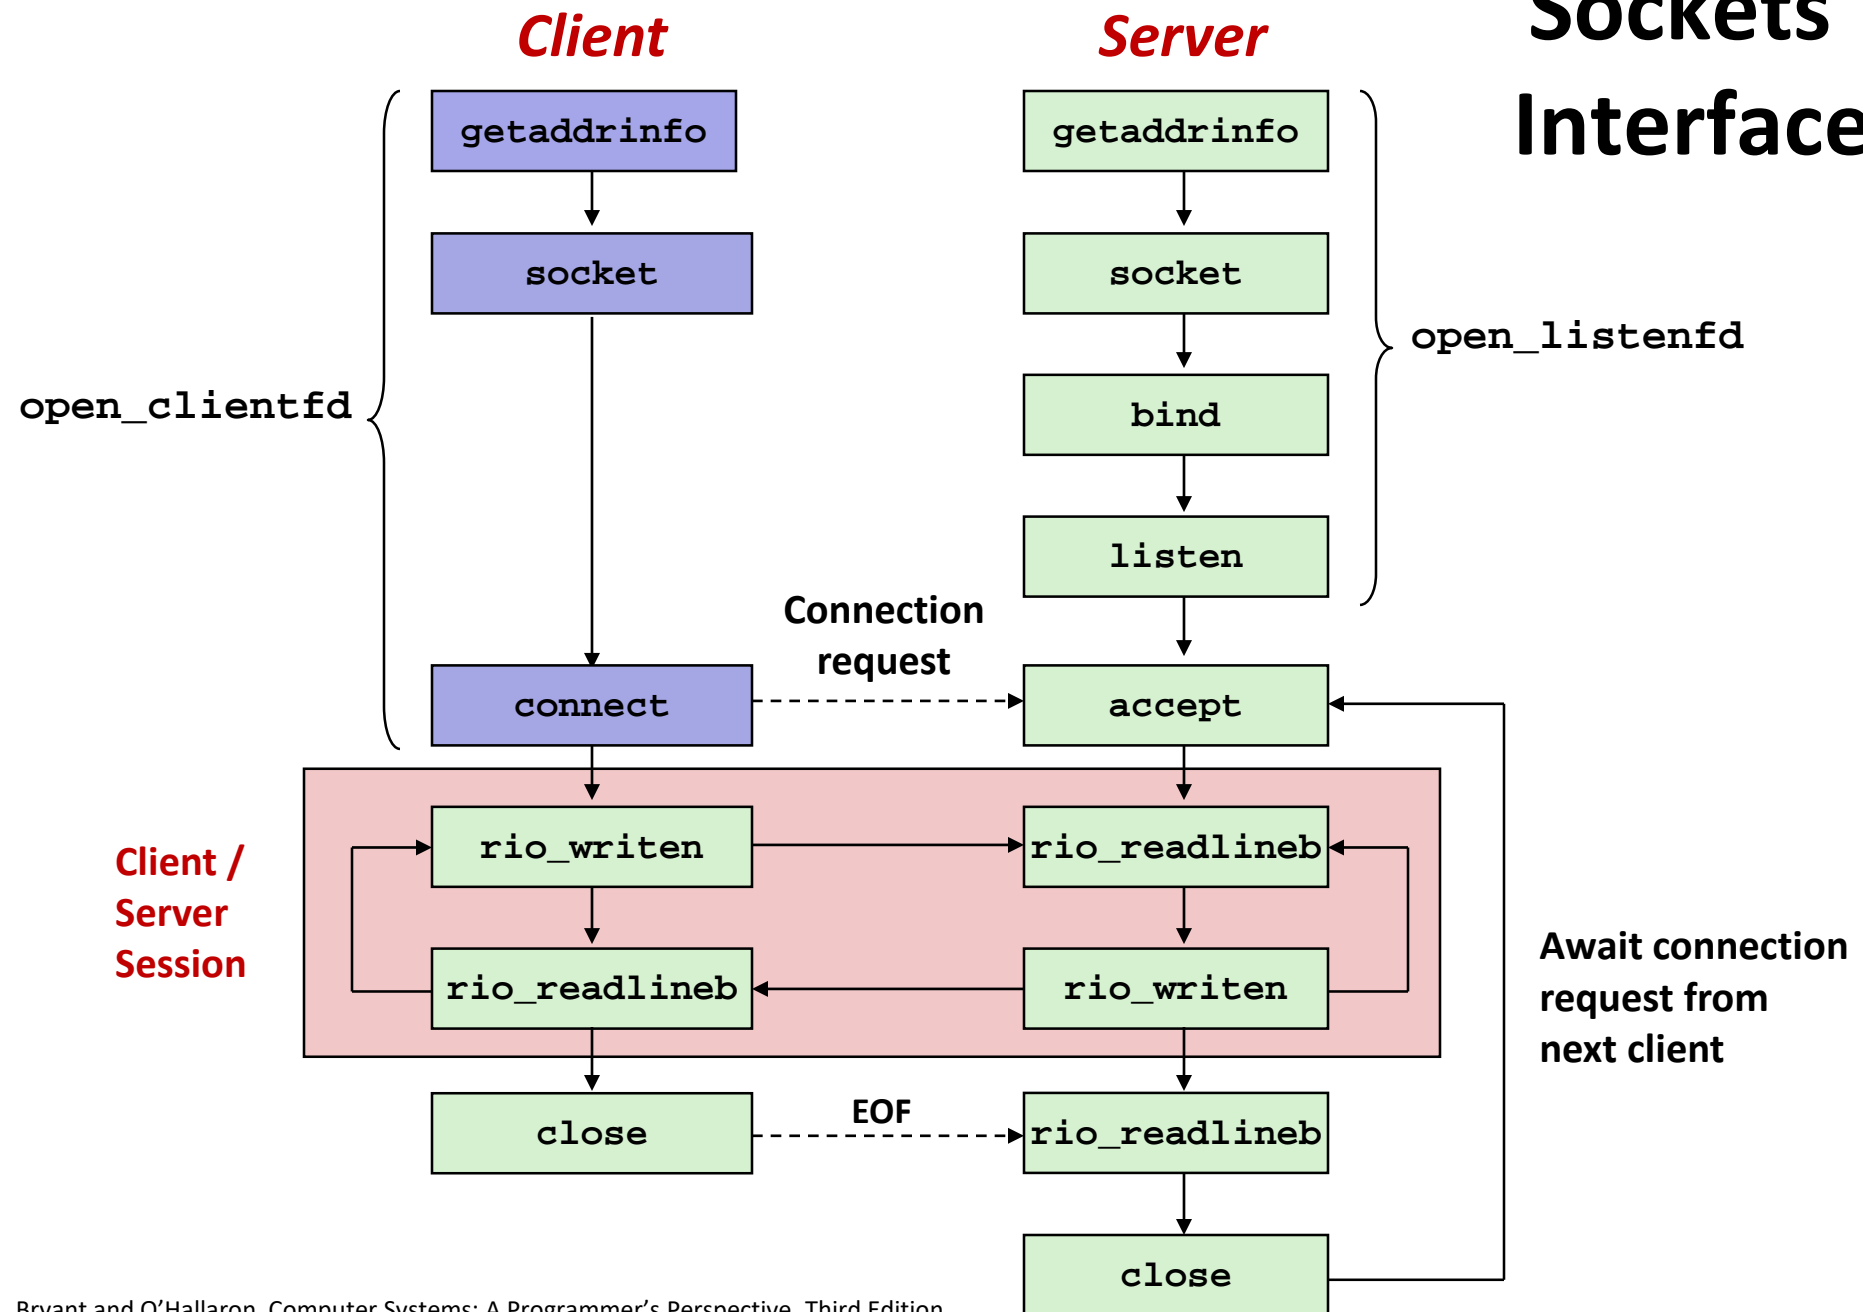 Sockets
Interface
Client
Server
getaddrinfo
getaddrinfo
socket
socket
open_listenfd
open_clientfd
bind
listen
Connection
request
connect
accept
Client /
Server
Session
rio_writen
rio_readlineb
rio_readlineb
rio_writen
Await connection
request from
next client
close
EOF
rio_readlineb
close
Bryant and O'Hallaron, Computer Systems: A Programmer's Perspective, Third Edition